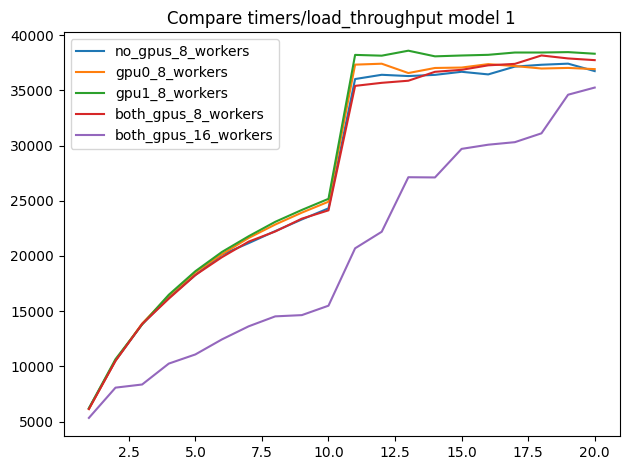 Compare timers/load_throughput model 1
40000
35000
30000
25000
20000
15000
10000
5000
no_gpus_8_workers
gpu0_8_workers
gpu1_8_workers
both_gpus_8_workers
both_gpus_16_workers
2.5 5.0 7.5 10.0 12.5 15.0 17.5 20.0